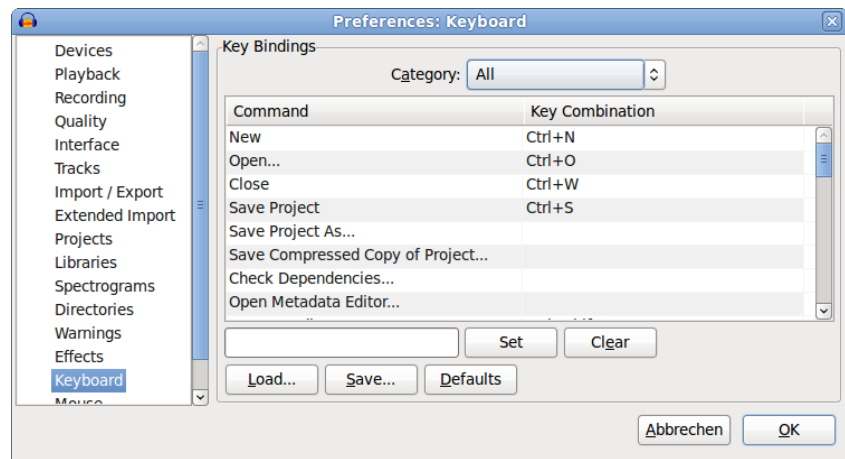 Preferences: Keyboard
Devices
Playback
Recording
Quality
Interface
Tracks
Import / Export
Extended Import
Projects
Libraries
Spectrograms
Directories
Warnings
Effects
Keyboard
Mouse
Key Bindings
Category: All
Command Key Combination
New Ctrl+N
Open... Ctrl+O
Close Ctrl+W
Save Project Ctrl+S
Save Project As...
Save Compressed Copy of Project...
Check Dependencies...
Open Metadata Editor...
Set Clear
Load... Save... Defaults
Abbrechen OK